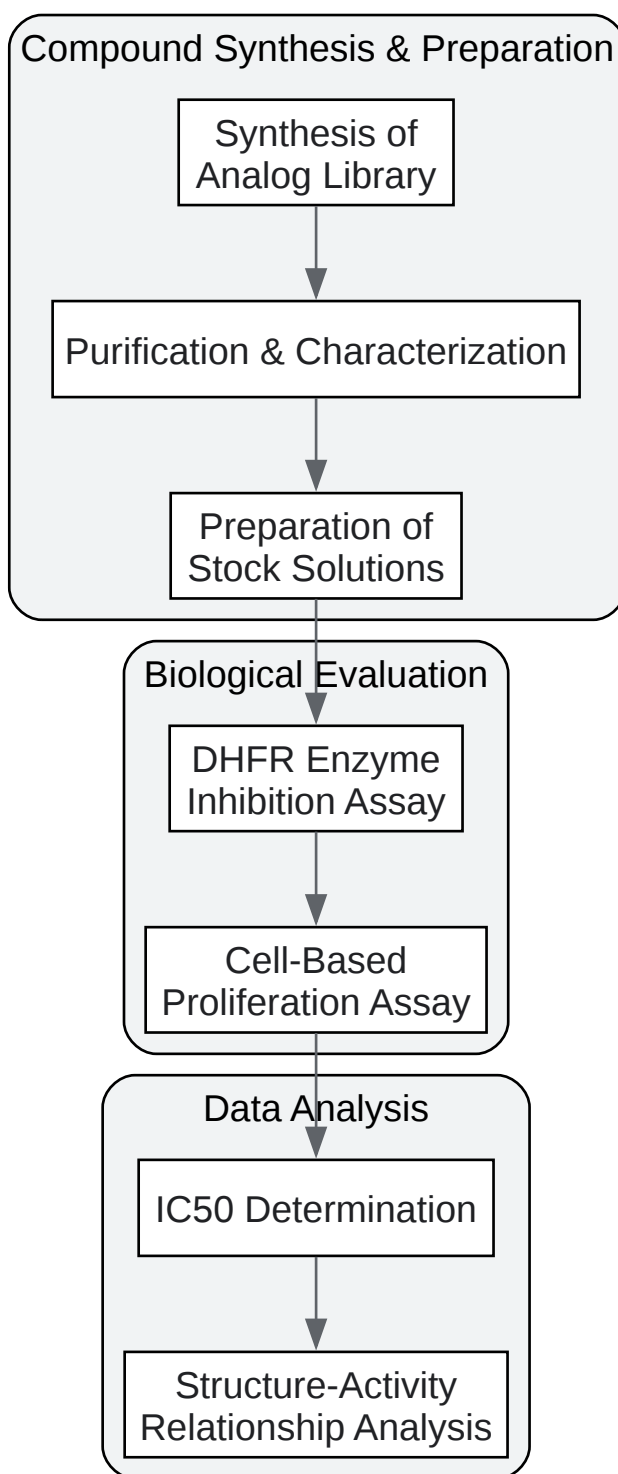 Compound Synthesis & Preparation
Synthesis of
Analog Library
Purification & Characterization
Preparation of
Stock Solutions
Biological Evaluation
DHFR Enzyme
Inhibition Assay
Cell-Based
Proliferation Assay
Data Analysis
IC50 Determination
Structure-Activity
Relationship Analysis